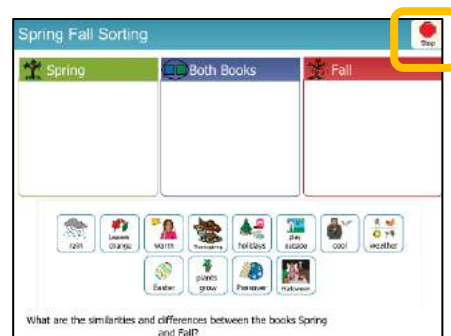 Spring Fall Sorting
Stop
Spring
Both Books
Fall
rain
Leaves change
warm
Thanksgiving
holidays
play outside
cool
weather
Easter
plants grow
Passover
Halloween
What are the similarities and differences between the books Spring
and Fall?